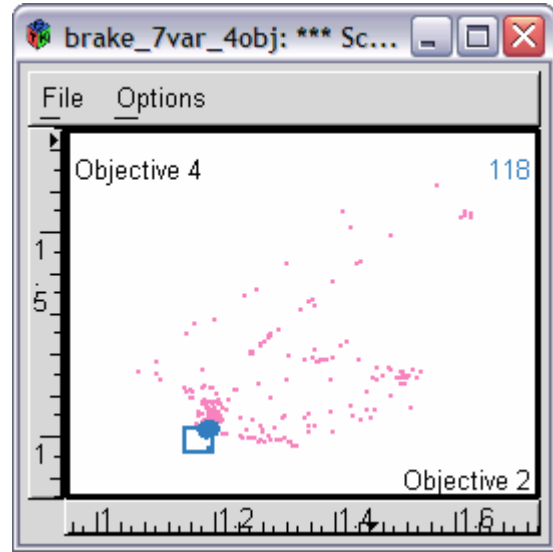 brake_7var_4obj: *** Sc...
File Options
Objective 4
118
1
.5
1
Objective 2
1 1.2 1.4 1.6